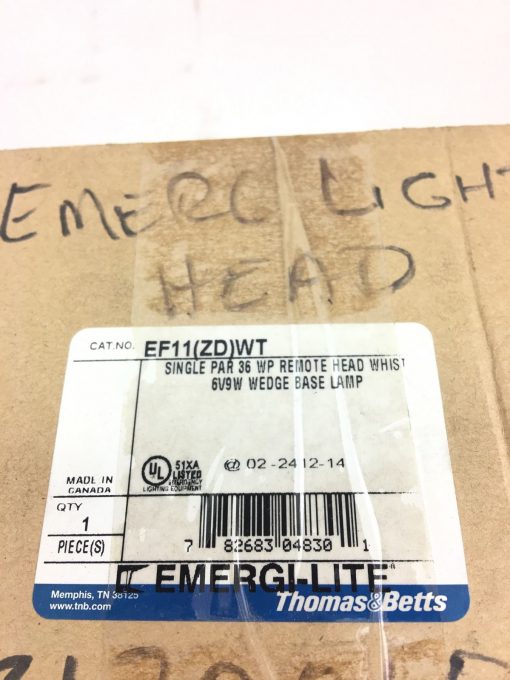 EMERG LIGHT
HEAD
CAT.NO. EF11(ZD)WT
SINGLE PAR 36 WP REMOTE HEAD WHIST
6V9W WEDGE BASE LAMP
UL
51XA
LISTED
EMERGENCY
LIGHTING EQUIPMENT
@ 02-2412-14
MADE IN
CANADA
QTY
1
PIECE(S)
7 82683 04830 1
EMERGI-LITE
Memphis, TN 38125
www.tnb.com
Thomas&Betts